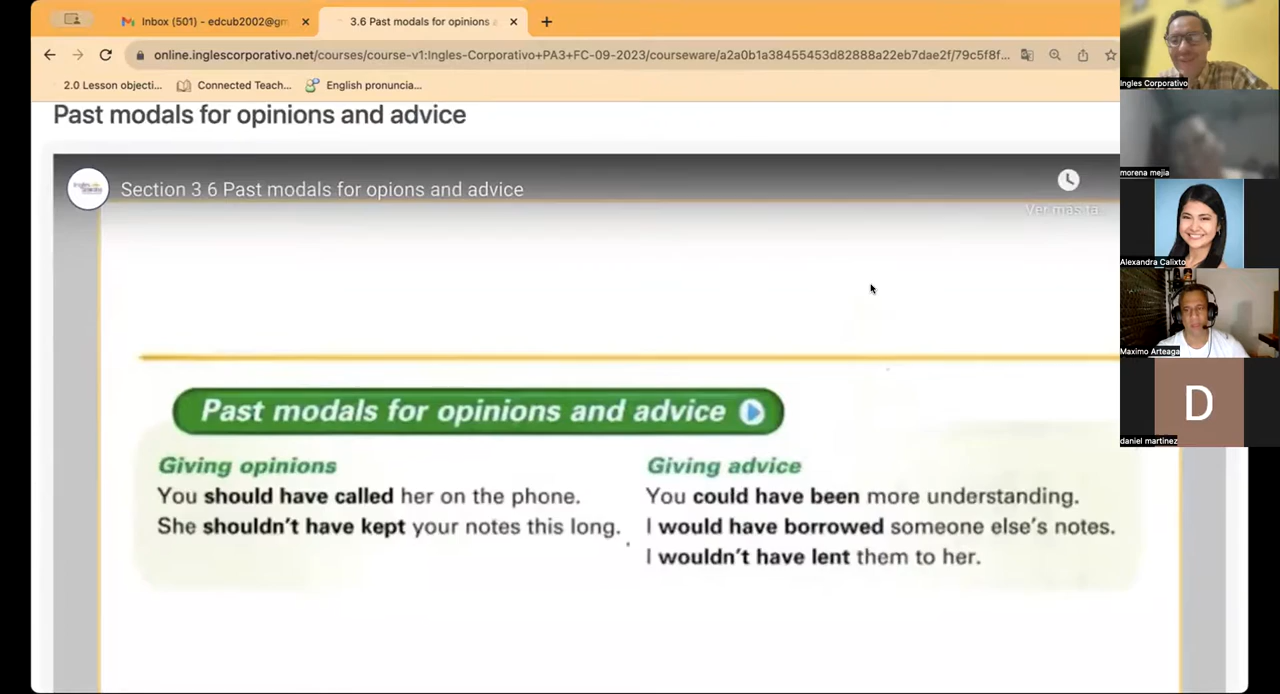 Inbox (501) - edcub2002@gm
3.6 Past modals for opinions a
online.inglescorporativo.net/courses/course-v1:Ingles-Corporativo+PA3+FC-09-2023/courseware/a2a0b1a38455453d82888a22eb7dae2f/79c5f8f...
2.0 Lesson objecti...
Connected Teach...
English pronuncia...
Past modals for opinions and advice
Section 3 6 Past modals for opions and advice
Ver más ta...
Past modals for opinions and advice
Giving opinions
You should have called her on the phone.
She shouldn't have kept your notes this long.
Giving advice
You could have been more understanding.
I would have borrowed someone else's notes.
I wouldn't have lent them to her.
Ingles Corporativo
morena mejia
Alexandra Calixto
Maximo Arteaga
D
daniel martinez